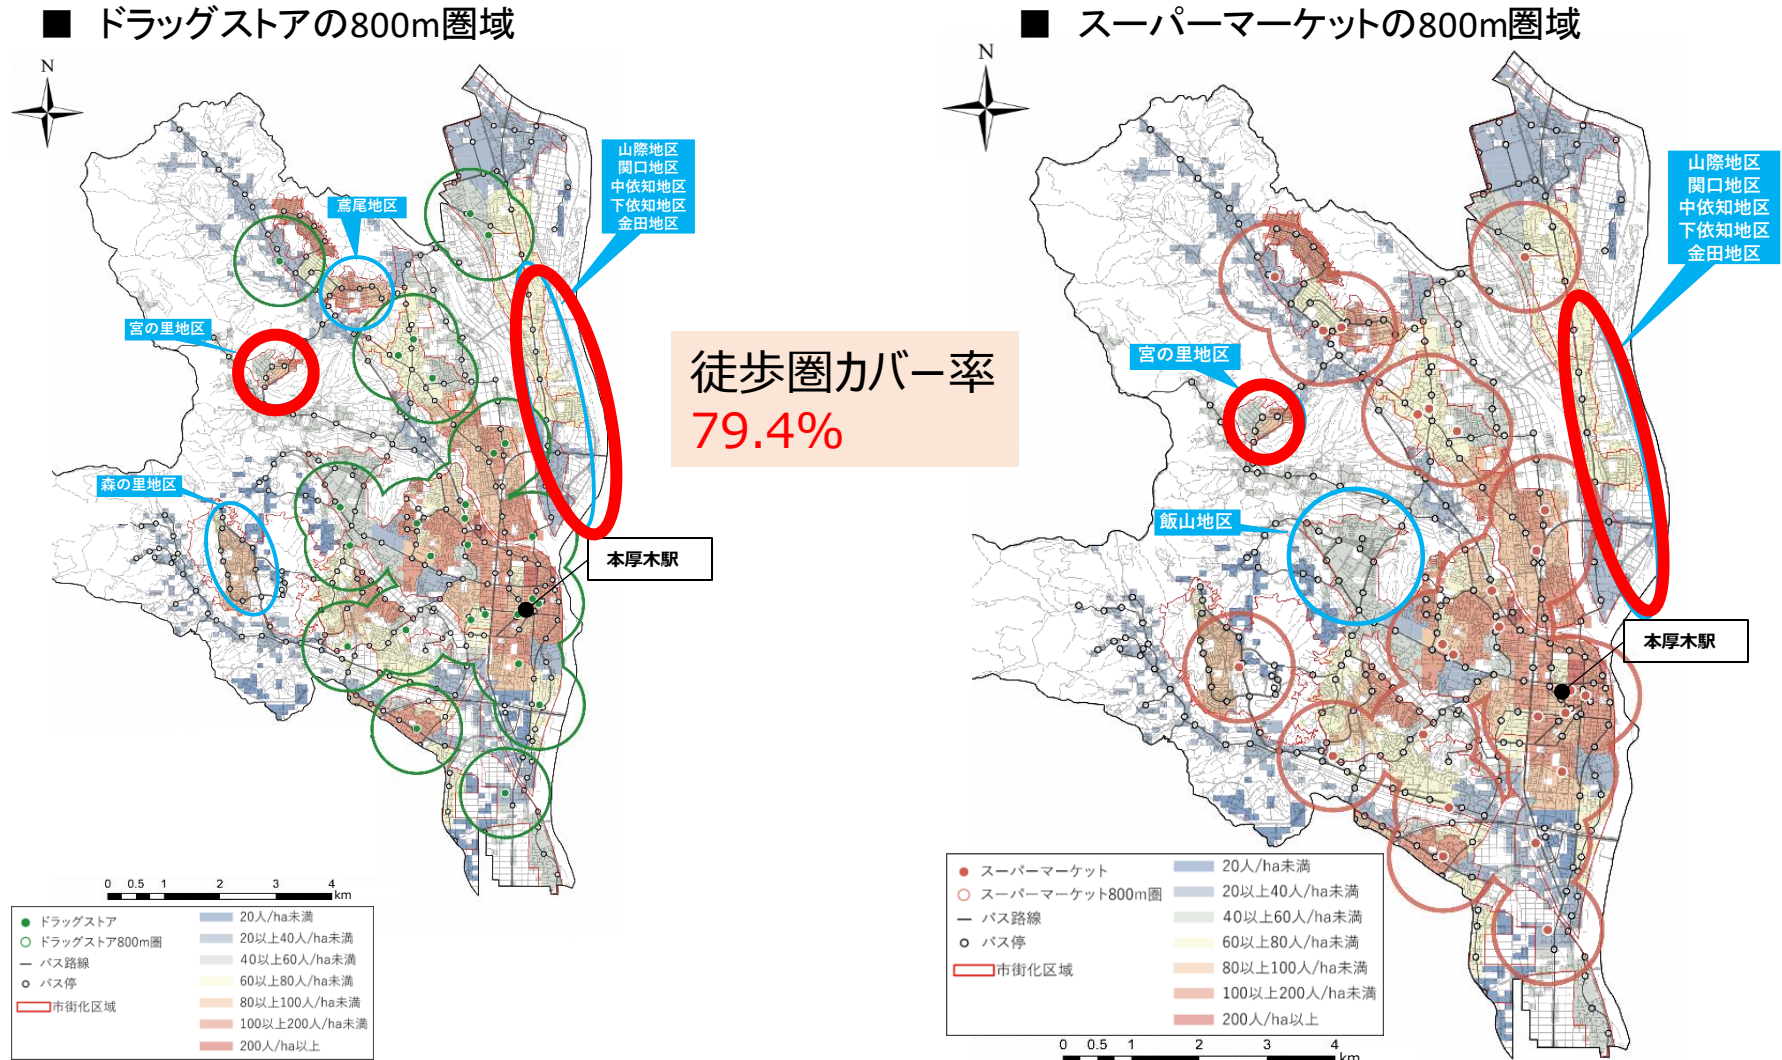 ■ ドラッグストアの800m圏域
N
山際地区
関口地区
中依知地区
下依知地区
金田地区
鳶尾地区
宮の里地区
森の里地区
本厚木駅
0 0.5 1 2 3 4
km
ドラッグストア
ドラッグストア800m圏
バス路線
バス停
市街化区域
20人/ha未満
20以上40人/ha未満
40以上60人/ha未満
60以上80人/ha未満
80以上100人/ha未満
100以上200人/ha未満
200人/ha以上
徒歩圏カバー率
79.4%
■ スーパーマーケットの800m圏域
N
山際地区
関口地区
中依知地区
下依知地区
金田地区
宮の里地区
飯山地区
本厚木駅
スーパーマーケット
スーパーマーケット800m圏
バス路線
バス停
市街化区域
20人/ha未満
20以上40人/ha未満
40以上60人/ha未満
60以上80人/ha未満
80以上100人/ha未満
100以上200人/ha未満
200人/ha以上
0 0.5 1 2 3 4
km